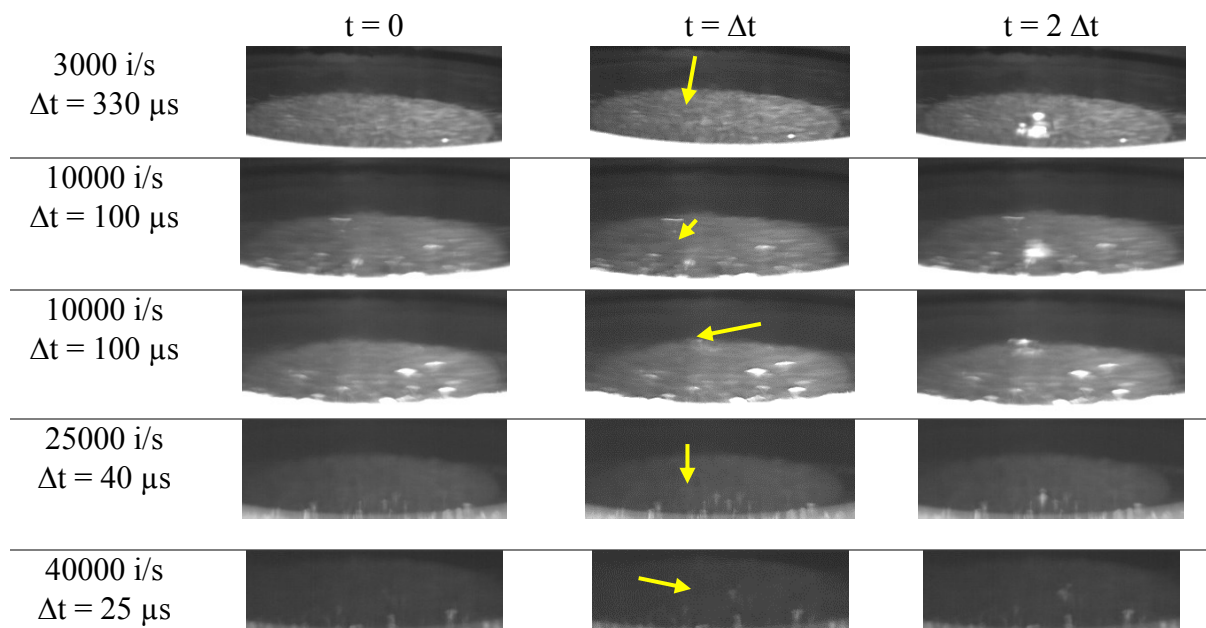 t = 0
t = Δt
t = 2 Δt
3000 i/s
Δt = 330 µs
10000 i/s
Δt = 100 µs
10000 i/s
Δt = 100 µs
25000 i/s
Δt = 40 µs
40000 i/s
Δt = 25 µs